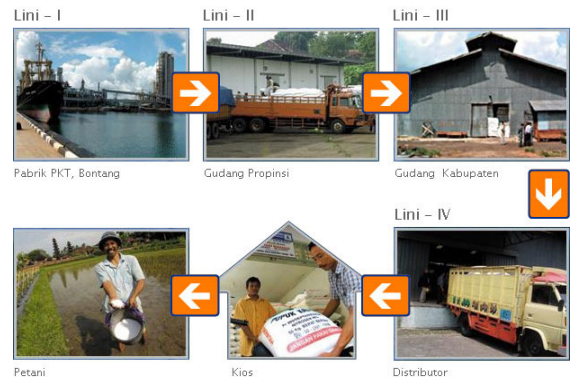 Lini – I
Lini – II
Lini – III
Pabrik PKT, Bontang
Gudang Propinsi
Gudang Kabupaten
Lini – IV
Petani
Kios
Distributor